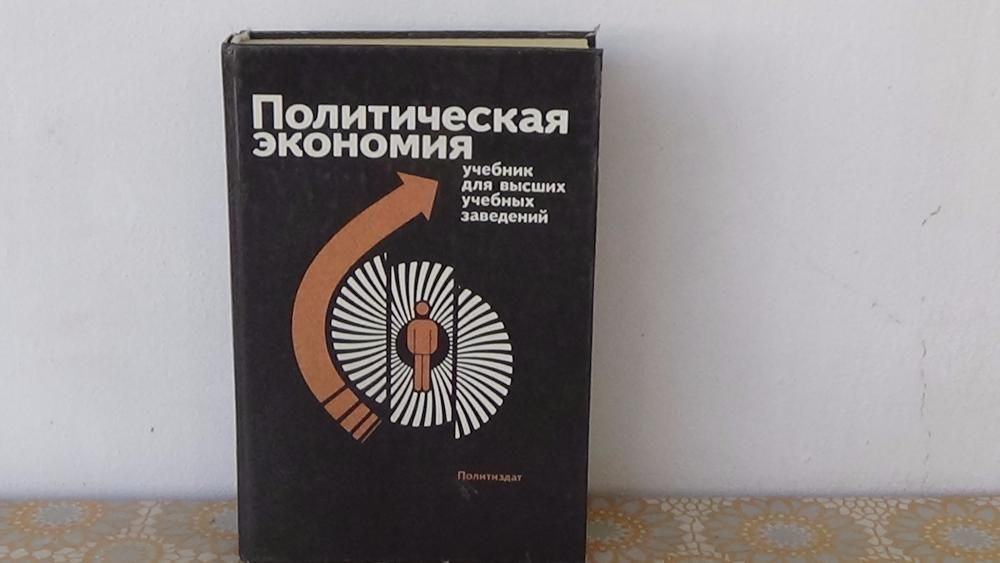 Политическая
экономия
учебник
для высших
учебных
заведений
Политиздат